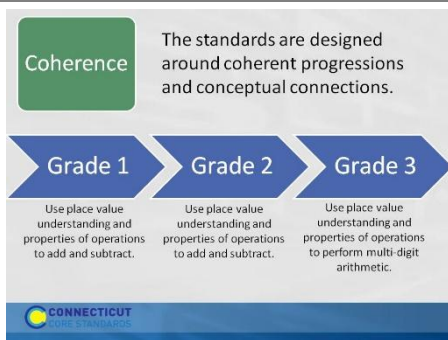 Coherence
The standards are designed
around coherent progressions
and conceptual connections.
Grade 1
Grade 2
Grade 3
Use place value
understanding and
properties of operations
to add and subtract.
Use place value
understanding and
properties of operations
to add and subtract.
Use place value
understanding and
properties of operations
to perform multi-digit
arithmetic.
CONNECTICUT
CORE STANDARDS